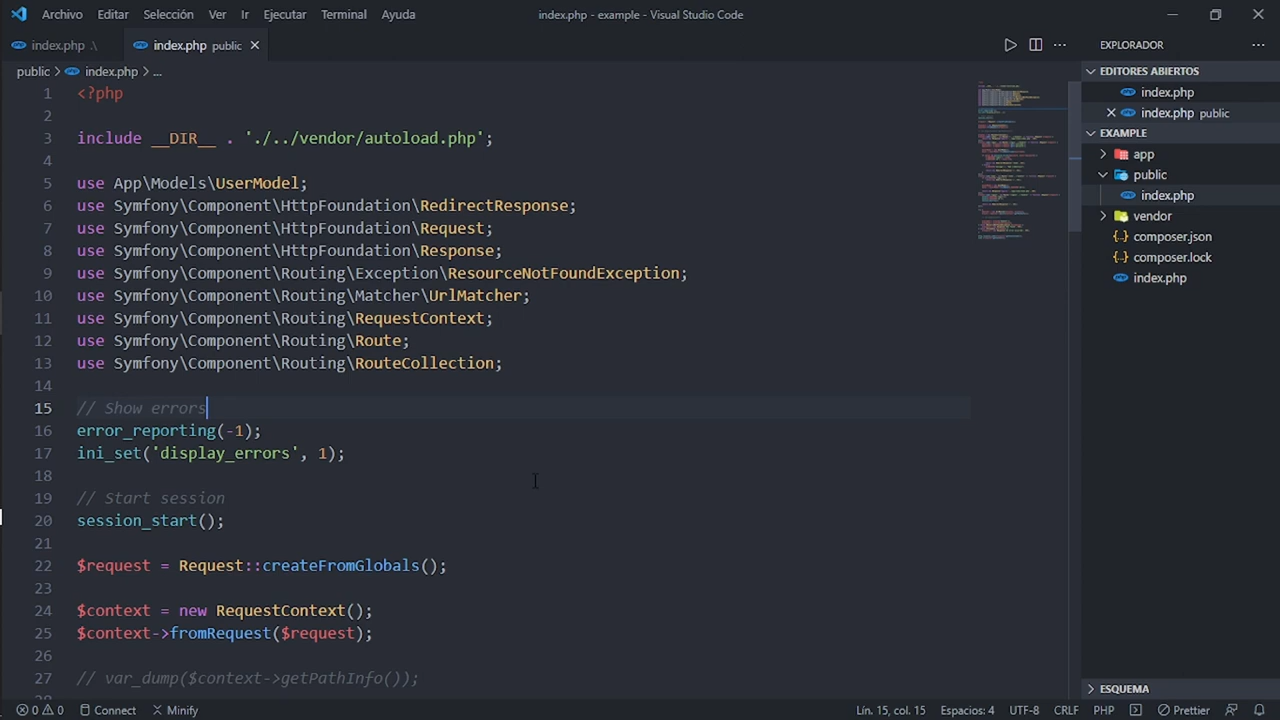 Archivo Editar Selección Ver Ir Ejecutar Terminal Ayuda index.php - example - Visual Studio Code
index.php .\ index.php public
public > index.php > ...
1 <?php
2
3 include __DIR__ . './../vendor/autoload.php';
4
5 use App\Models\UserModel;
6 use Symfony\Component\HttpFoundation\RedirectResponse;
7 use Symfony\Component\HttpFoundation\Request;
8 use Symfony\Component\HttpFoundation\Response;
9 use Symfony\Component\Routing\Exception\ResourceNotFoundException;
10 use Symfony\Component\Routing\Matcher\UrlMatcher;
11 use Symfony\Component\Routing\RequestContext;
12 use Symfony\Component\Routing\Route;
13 use Symfony\Component\Routing\RouteCollection;
14
15 // Show errors
16 error_reporting(-1);
17 ini_set('display_errors', 1);
18
19 // Start session
20 session_start();
21
22 $request = Request::createFromGlobals();
23
24 $context = new RequestContext();
25 $context->fromRequest($request);
26
27 // var_dump($context->getPathInfo());
EXPLORADOR
EDITORES ABIERTOS
index.php
index.php public
EXAMPLE
app
public
index.php
vendor
composer.json
composer.lock
index.php
ESQUEMA
0 0 Connect Minify Lín. 15, col. 15 Espacios: 4 UTF-8 CRLF PHP Prettier